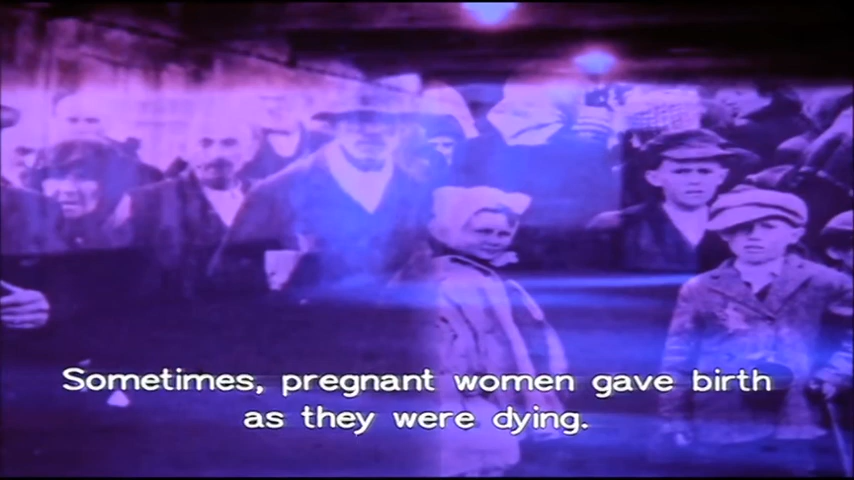 Sometimes, pregnant women gave birth
as they were dying.